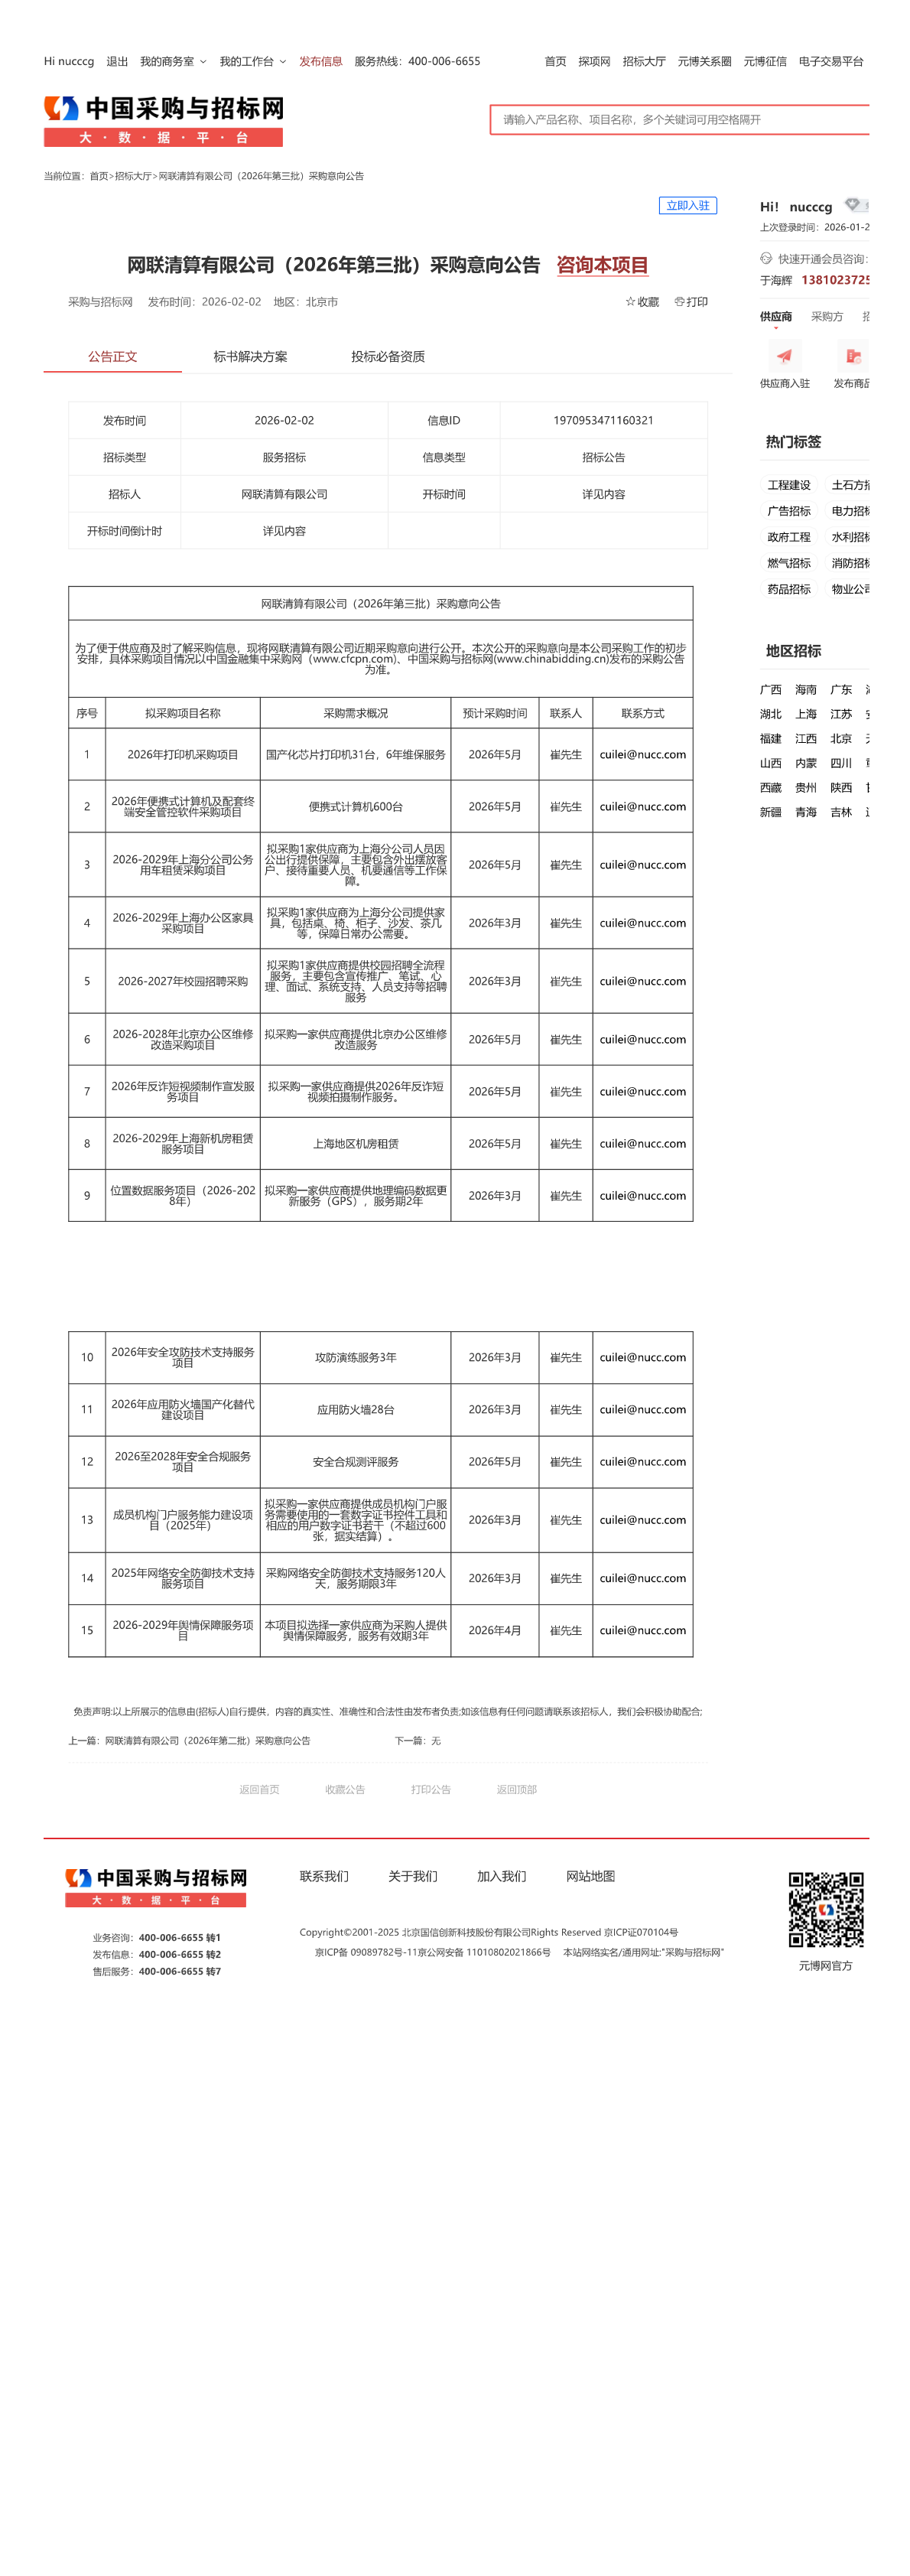 Hi nucccg 退出 我的商务室 我的工作台 发布信息 服务热线：400-006-6655 首页 探项网 招标大厅 元博关系圈 元博征信 电子交易平台
中国采购与招标网
大·数·据·平·台
请输入产品名称、项目名称，多个关键词可用空格隔开
当前位置：首页>招标大厅>网联清算有限公司（2026年第三批）采购意向公告
立即入驻
网联清算有限公司（2026年第三批）采购意向公告 咨询本项目
采购与招标网 发布时间：2026-02-02 地区：北京市 收藏 打印
公告正文 标书解决方案 投标必备资质
发布时间 2026-02-02 信息ID 1970953471160321
招标类型 服务招标 信息类型 招标公告
招标人 网联清算有限公司 开标时间 详见内容
开标时间倒计时 详见内容
网联清算有限公司（2026年第三批）采购意向公告
为了便于供应商及时了解采购信息，现将网联清算有限公司近期采购意向进行公开。本次公开的采购意向是本公司采购工作的初步
安排，具体采购项目情况以中国金融集中采购网（www.cfcpn.com)、中国采购与招标网(www.chinabidding.cn)发布的采购公告
为准。
序号 拟采购项目名称 采购需求概况 预计采购时间 联系人 联系方式
1 2026年打印机采购项目 国产化芯片打印机31台，6年维保服务 2026年5月 崔先生 cuilei@nucc.com
2 2026年便携式计算机及配套终
端安全管控软件采购项目 便携式计算机600台 2026年5月 崔先生 cuilei@nucc.com
3 2026-2029年上海分公司公务
用车租赁采购项目 拟采购1家供应商为上海分公司人员因
公出行提供保障，主要包含外出摆放客
户、接待重要人员、机要通信等工作保
障。 2026年5月 崔先生 cuilei@nucc.com
4 2026-2029年上海办公区家具
采购项目 拟采购1家供应商为上海分公司提供家
具，包括桌、椅、柜子、沙发、茶几
等，保障日常办公需要。 2026年3月 崔先生 cuilei@nucc.com
5 2026-2027年校园招聘采购 拟采购1家供应商提供校园招聘全流程
服务，主要包含宣传推广、笔试、心
理、面试、系统支持、人员支持等招聘
服务 2026年3月 崔先生 cuilei@nucc.com
6 2026-2028年北京办公区维修
改造采购项目 拟采购一家供应商提供北京办公区维修
改造服务 2026年5月 崔先生 cuilei@nucc.com
7 2026年反诈短视频制作宣发服
务项目 拟采购一家供应商提供2026年反诈短
视频拍摄制作服务。 2026年5月 崔先生 cuilei@nucc.com
8 2026-2029年上海新机房租赁
服务项目 上海地区机房租赁 2026年5月 崔先生 cuilei@nucc.com
9 位置数据服务项目（2026-202
8年） 拟采购一家供应商提供地理编码数据更
新服务（GPS），服务期2年 2026年3月 崔先生 cuilei@nucc.com
10 2026年安全攻防技术支持服务
项目 攻防演练服务3年 2026年3月 崔先生 cuilei@nucc.com
11 2026年应用防火墙国产化替代
建设项目 应用防火墙28台 2026年3月 崔先生 cuilei@nucc.com
12 2026至2028年安全合规服务
项目 安全合规测评服务 2026年5月 崔先生 cuilei@nucc.com
13 成员机构门户服务能力建设项
目（2025年） 拟采购一家供应商提供成员机构门户服
务需要使用的一套数字证书控件工具和
相应的用户数字证书若干（不超过600
张，据实结算）。 2026年3月 崔先生 cuilei@nucc.com
14 2025年网络安全防御技术支持
服务项目 采购网络安全防御技术支持服务120人
天，服务期限3年 2026年3月 崔先生 cuilei@nucc.com
15 2026-2029年舆情保障服务项
目 本项目拟选择一家供应商为采购人提供
舆情保障服务，服务有效期3年 2026年4月 崔先生 cuilei@nucc.com
免责声明:以上所展示的信息由(招标人)自行提供，内容的真实性、准确性和合法性由发布者负责;如该信息有任何问题请联系该招标人，我们会积极协助配合;
上一篇：网联清算有限公司（2026年第二批）采购意向公告 下一篇：无
返回首页 收藏公告 打印公告 返回顶部
Hi！ nucccg
上次登录时间：2026-01-2
快速开通会员咨询：
于海辉 1381023725
供应商 采购方
供应商入驻 发布商品
热门标签
工程建设 土石方招
广告招标 电力招标
政府工程 水利招标
燃气招标 消防招标
药品招标 物业公司
地区招标
广西 海南 广东
湖北 上海 江苏
福建 江西 北京
山西 内蒙 四川
西藏 贵州 陕西
新疆 青海 吉林
中国采购与招标网
大·数·据·平·台
业务咨询：400-006-6655 转1
发布信息：400-006-6655 转2
售后服务：400-006-6655 转7
联系我们 关于我们 加入我们 网站地图
Copyright©2001-2025 北京国信创新科技股份有限公司Rights Reserved 京ICP证070104号
京ICP备 09089782号-11京公网安备 11010802021866号 本站网络实名/通用网址:"采购与招标网"
元博网官方